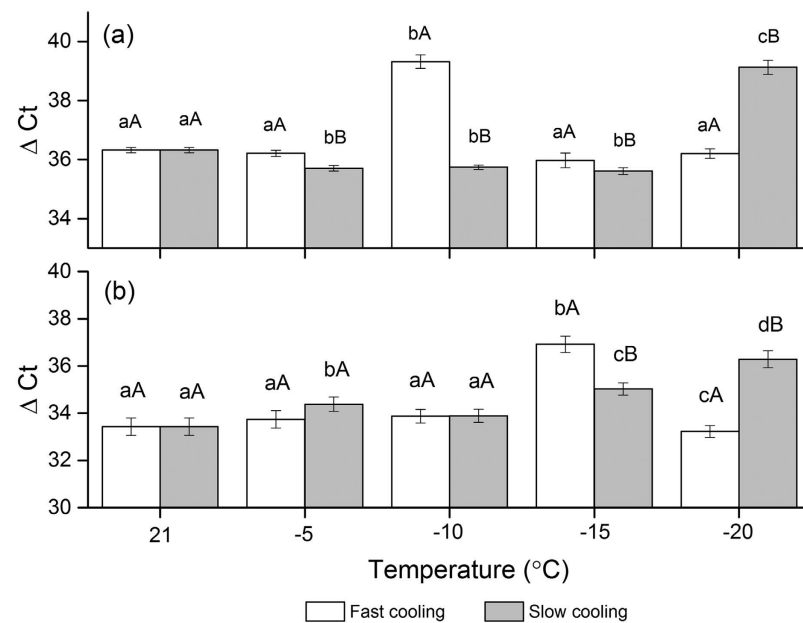 (a)
40
38
36
34
Δ Ct
aA aA aA bB bA bB aA bB aA cB
(b)
40
38
36
34
32
30
Δ Ct
aA aA aA bA aA aA bA cB cA dB
21 -5 -10 -15 -20
Temperature (°C)
Fast cooling Slow cooling